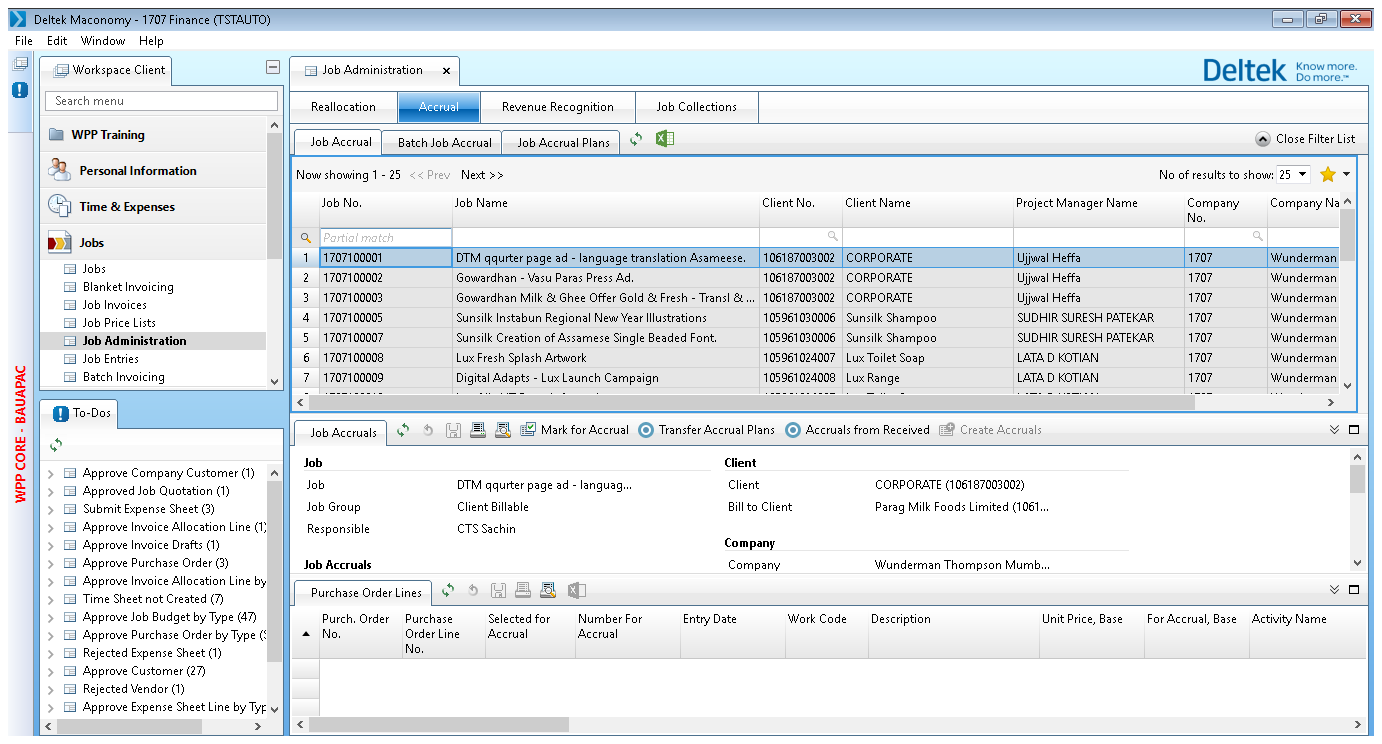 Deltek Maconomy - 1707 Finance (TSTAUTO)
File Edit Window Help
Workspace Client
Search menu
WPP Training
Personal Information
Time & Expenses
Jobs
Jobs
Blanket Invoicing
Job Invoices
Job Price Lists
Job Administration
Job Entries
Batch Invoicing
WPP CORE - BAUAPAC
To-Dos
Approve Company Customer (1)
Approved Job Quotation (1)
Submit Expense Sheet (3)
Approve Invoice Allocation Line (1)
Approve Invoice Drafts (1)
Approve Purchase Order (3)
Approve Invoice Allocation Line by
Time Sheet not Created (7)
Approve Job Budget by Type (47)
Approve Purchase Order by Type (
Rejected Expense Sheet (1)
Approve Customer (27)
Rejected Vendor (1)
Approve Expense Sheet Line by Typ
Job Administration x
Deltek Know more.
Do more.™
Reallocation Accrual Revenue Recognition Job Collections
Job Accrual Batch Job Accrual Job Accrual Plans Close Filter List
Now showing 1 - 25 << Prev Next >> No of results to show: 25
Job No. Job Name Client No. Client Name Project Manager Name Company Company Na
No.
Partial match
1 1707100001 DTM qqurter page ad - language translation Asameese. 106187003002 CORPORATE Ujjwal Heffa 1707 Wunderman
2 1707100002 Gowardhan - Vasu Paras Press Ad. 106187003002 CORPORATE Ujjwal Heffa 1707 Wunderman
3 1707100003 Gowardhan Milk & Ghee Offer Gold & Fresh - Transl & ... 106187003002 CORPORATE Ujjwal Heffa 1707 Wunderman
4 1707100005 Sunsilk Instabun Regional New Year Illustrations 105961030006 Sunsilk Shampoo SUDHIR SURESH PATEKAR 1707 Wunderman
5 1707100007 Sunsilk Creation of Assamese Single Beaded Font. 105961030006 Sunsilk Shampoo SUDHIR SURESH PATEKAR 1707 Wunderman
6 1707100008 Lux Fresh Splash Artwork 105961024007 Lux Toilet Soap LATA D KOTIAN 1707 Wunderman
7 1707100009 Digital Adapts - Lux Launch Campaign 105961024008 Lux Range LATA D KOTIAN 1707 Wunderman
Job Accruals Mark for Accrual Transfer Accrual Plans Accruals from Received Create Accruals
Job Client
Job DTM qqurter page ad - languag... Client CORPORATE (106187003002)
Job Group Client Billable Bill to Client Parag Milk Foods Limited (1061...
Responsible CTS Sachin
Company
Job Accruals Company Wunderman Thompson Mumb...
Purchase Order Lines
Purch. Order Purchase Selected for Number For Entry Date Work Code Description Unit Price, Base For Accrual, Base Activity Name
No. Order Line Accrual Accrual
No.